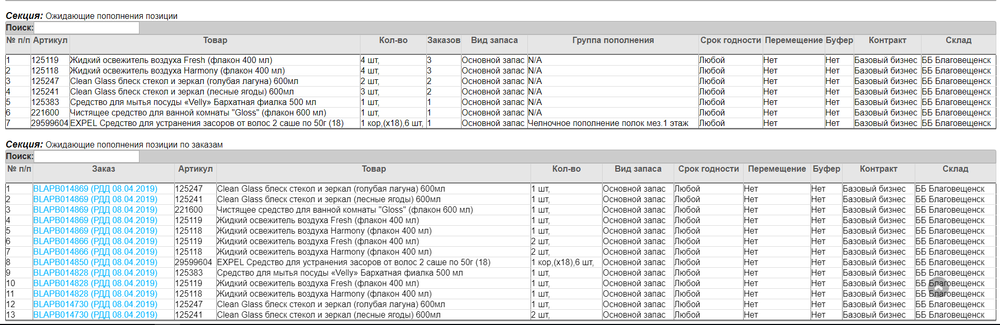 Секция: Ожидающие пополнения позиции
Поиск:
№ п/п Артикул Товар Кол-во Заказов Вид запаса Группа пополнения Срок годности Перемещение Буфер Контракт Склад
1 125119 Жидкий освежитель воздуха Fresh (флакон 400 мл) 4 шт, 3 Основной запас N/A Любой Нет Нет Базовый бизнес ББ Благовещенск
2 125118 Жидкий освежитель воздуха Harmony (флакон 400 мл) 4 шт, 3 Основной запас N/A Любой Нет Нет Базовый бизнес ББ Благовещенск
3 125247 Clean Glass блеск стекол и зеркал (голубая лагуна) 600мл 2 шт, 2 Основной запас N/A Любой Нет Нет Базовый бизнес ББ Благовещенск
4 125241 Clean Glass блеск стекол и зеркал (лесные ягоды) 600мл 3 шт, 2 Основной запас N/A Любой Нет Нет Базовый бизнес ББ Благовещенск
5 125383 Средство для мытья посуды «Velly» Бархатная фиалка 500 мл 1 шт, 1 Основной запас N/A Любой Нет Нет Базовый бизнес ББ Благовещенск
6 221600 Чистящее средство для ванной комнаты "Gloss" (флакон 600 мл) 1 шт, 1 Основной запас N/A Любой Нет Нет Базовый бизнес ББ Благовещенск
7 29599604 EXPEL Средство для устранения засоров от волос 2 саше по 50г (18) 1 кор,(x18),6 шт, 1 Основной запас Челночное пополнение полок мез.1 этаж Любой Нет Нет Базовый бизнес ББ Благовещенск
Секция: Ожидающие пополнения позиции по заказам
Поиск:
№ п/п Заказ Артикул Товар Кол-во Вид запаса Срок годности Перемещение Буфер Контракт Склад
1 BLAPB014869 (РДД 08.04.2019) 125247 Clean Glass блеск стекол и зеркал (голубая лагуна) 600мл 1 шт, Основной запас Любой Нет Нет Базовый бизнес ББ Благовещенск
2 BLAPB014869 (РДД 08.04.2019) 125241 Clean Glass блеск стекол и зеркал (лесные ягоды) 600мл 1 шт, Основной запас Любой Нет Нет Базовый бизнес ББ Благовещенск
3 BLAPB014869 (РДД 08.04.2019) 221600 Чистящее средство для ванной комнаты "Gloss" (флакон 600 мл) 1 шт, Основной запас Любой Нет Нет Базовый бизнес ББ Благовещенск
4 BLAPB014869 (РДД 08.04.2019) 125119 Жидкий освежитель воздуха Fresh (флакон 400 мл) 1 шт, Основной запас Любой Нет Нет Базовый бизнес ББ Благовещенск
5 BLAPB014869 (РДД 08.04.2019) 125118 Жидкий освежитель воздуха Harmony (флакон 400 мл) 1 шт, Основной запас Любой Нет Нет Базовый бизнес ББ Благовещенск
6 BLAPB014866 (РДД 08.04.2019) 125119 Жидкий освежитель воздуха Fresh (флакон 400 мл) 2 шт, Основной запас Любой Нет Нет Базовый бизнес ББ Благовещенск
7 BLAPB014866 (РДД 08.04.2019) 125118 Жидкий освежитель воздуха Harmony (флакон 400 мл) 2 шт, Основной запас Любой Нет Нет Базовый бизнес ББ Благовещенск
8 BLAPB014850 (РДД 08.04.2019) 29599604 EXPEL Средство для устранения засоров от волос 2 саше по 50г (18) 1 кор,(x18),6 шт, Основной запас Любой Нет Нет Базовый бизнес ББ Благовещенск
9 BLAPB014828 (РДД 08.04.2019) 125383 Средство для мытья посуды «Velly» Бархатная фиалка 500 мл 1 шт, Основной запас Любой Нет Нет Базовый бизнес ББ Благовещенск
10 BLAPB014828 (РДД 08.04.2019) 125119 Жидкий освежитель воздуха Fresh (флакон 400 мл) 1 шт, Основной запас Любой Нет Нет Базовый бизнес ББ Благовещенск
11 BLAPB014828 (РДД 08.04.2019) 125118 Жидкий освежитель воздуха Harmony (флакон 400 мл) 1 шт, Основной запас Любой Нет Нет Базовый бизнес ББ Благовещенск
12 BLAPB014730 (РДД 08.04.2019) 125247 Clean Glass блеск стекол и зеркал (голубая лагуна) 600мл 1 шт, Основной запас Любой Нет Нет Базовый бизнес ББ Благовещенск
13 BLAPB014730 (РДД 08.04.2019) 125241 Clean Glass блеск стекол и зеркал (лесные ягоды) 600мл 2 шт, Основной запас Любой Нет Нет Базовый бизнес ББ Благовещенск